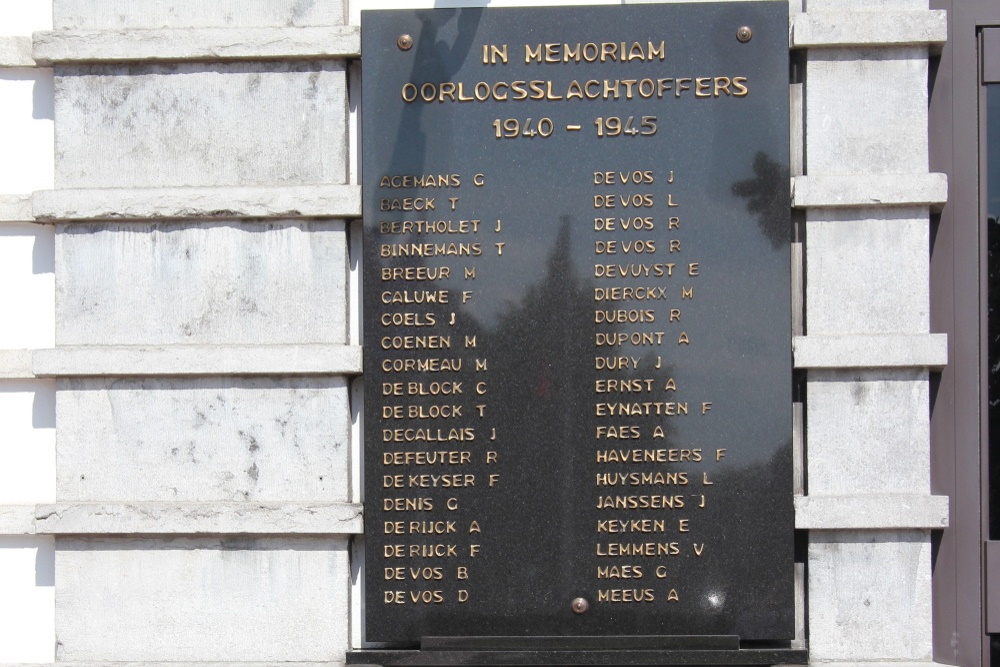 IN MEMORIAM
OORLOGSSLACHTOFFERS
1940 - 1945
AGEMANS G
BAECK T
BERTHOLET J
BINNEMANS T
BREEUR M
CALUWE F
COELS J
COENEN M
CORMEAU M
DE BLOCK C
DE BLOCK T
DECALLAIS J
DEFEUTER R
DE KEYSER F
DENIS G
DE RIJCK A
DE RIJCK F
DE VOS B
DE VOS D
DE VOS J
DE VOS L
DE VOS R
DE VOS R
DEVUYST E
DIERCKX M
DUBOIS R
DUPONT A
DURY J
ERNST A
EYNATTEN F
FAES A
HAVENEERS F
HUYSMANS L
JANSSENS J
KEYKEN E
LEMMENS V
MAES G
MEEUS A